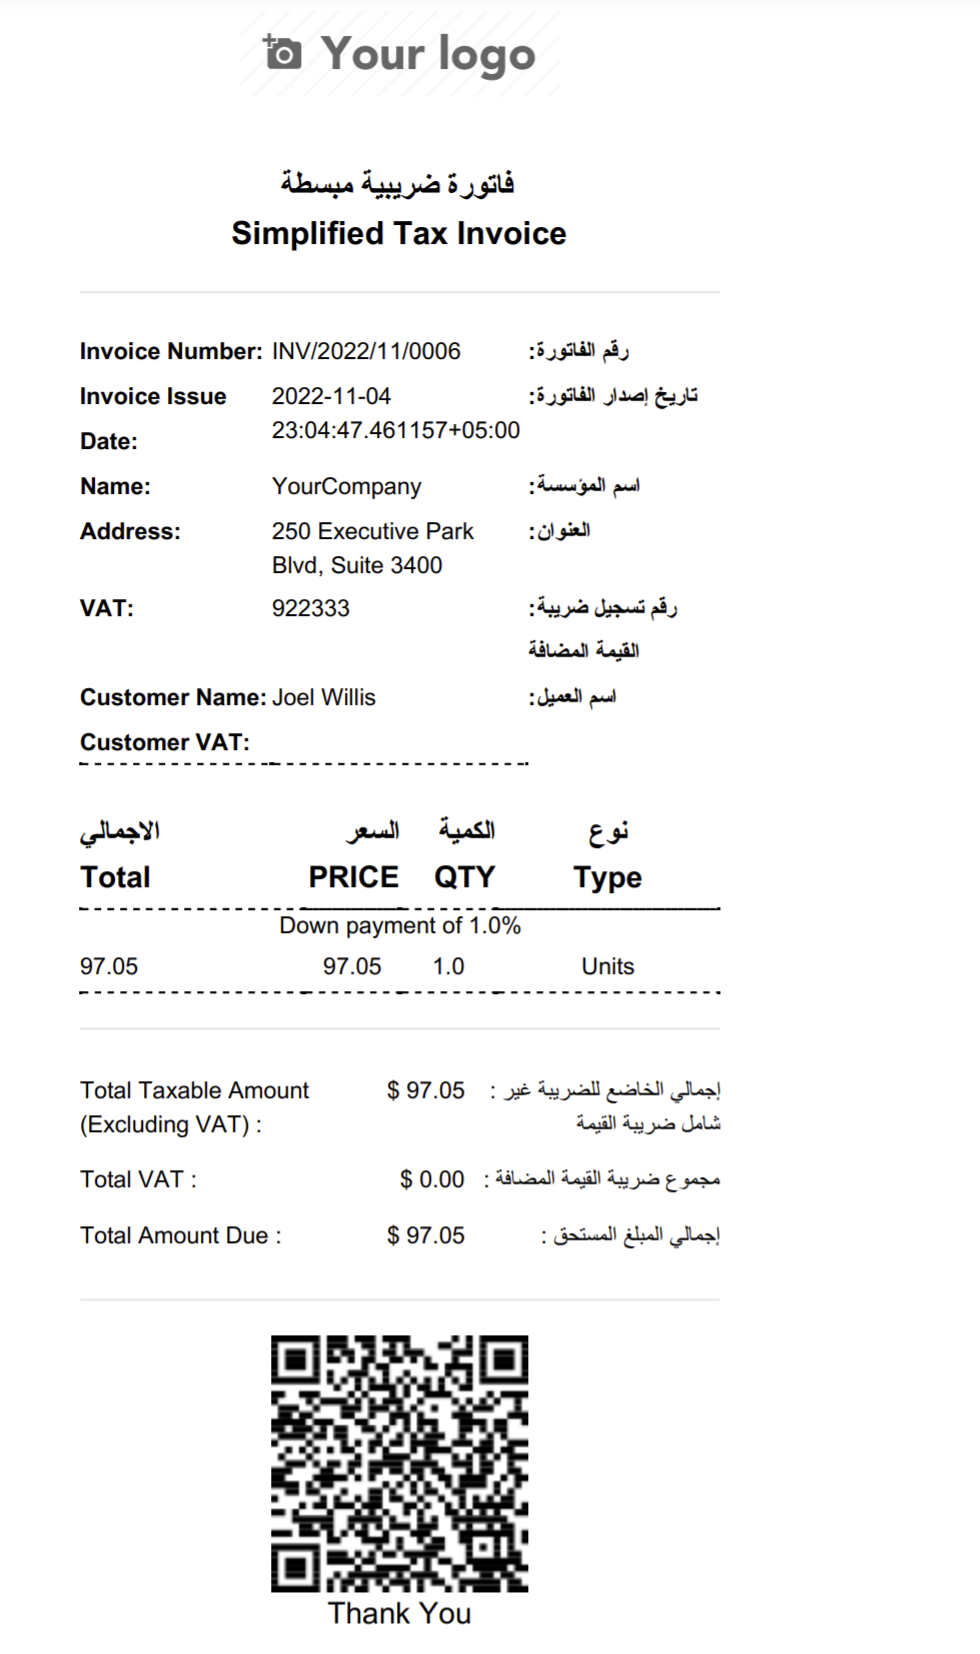 Your logo
فاتورة ضريبية مبسطة
Simplified Tax Invoice
Invoice Number: INV/2022/11/0006 رقم الفاتورة:
Invoice Issue 2022-11-04 تاريخ إصدار الفاتورة:
Date: 23:04:47.461157+05:00
Name: YourCompany اسم المؤسسة:
Address: 250 Executive Park العنوان:
Blvd, Suite 3400
VAT: 922333 رقم تسجيل ضريبة:
القيمة المضافة
Customer Name: Joel Willis اسم العميل:
Customer VAT:
الاجمالي السعر الكمية نوع
Total PRICE QTY Type
Down payment of 1.0%
97.05 97.05 1.0 Units
Total Taxable Amount $ 97.05 إجمالي الخاضع للضريبة غير :
(Excluding VAT) : شامل ضريبة القيمة
Total VAT : $ 0.00 مجموع ضريبة القيمة المضافة :
Total Amount Due : $ 97.05 إجمالي المبلغ المستحق :
Thank You